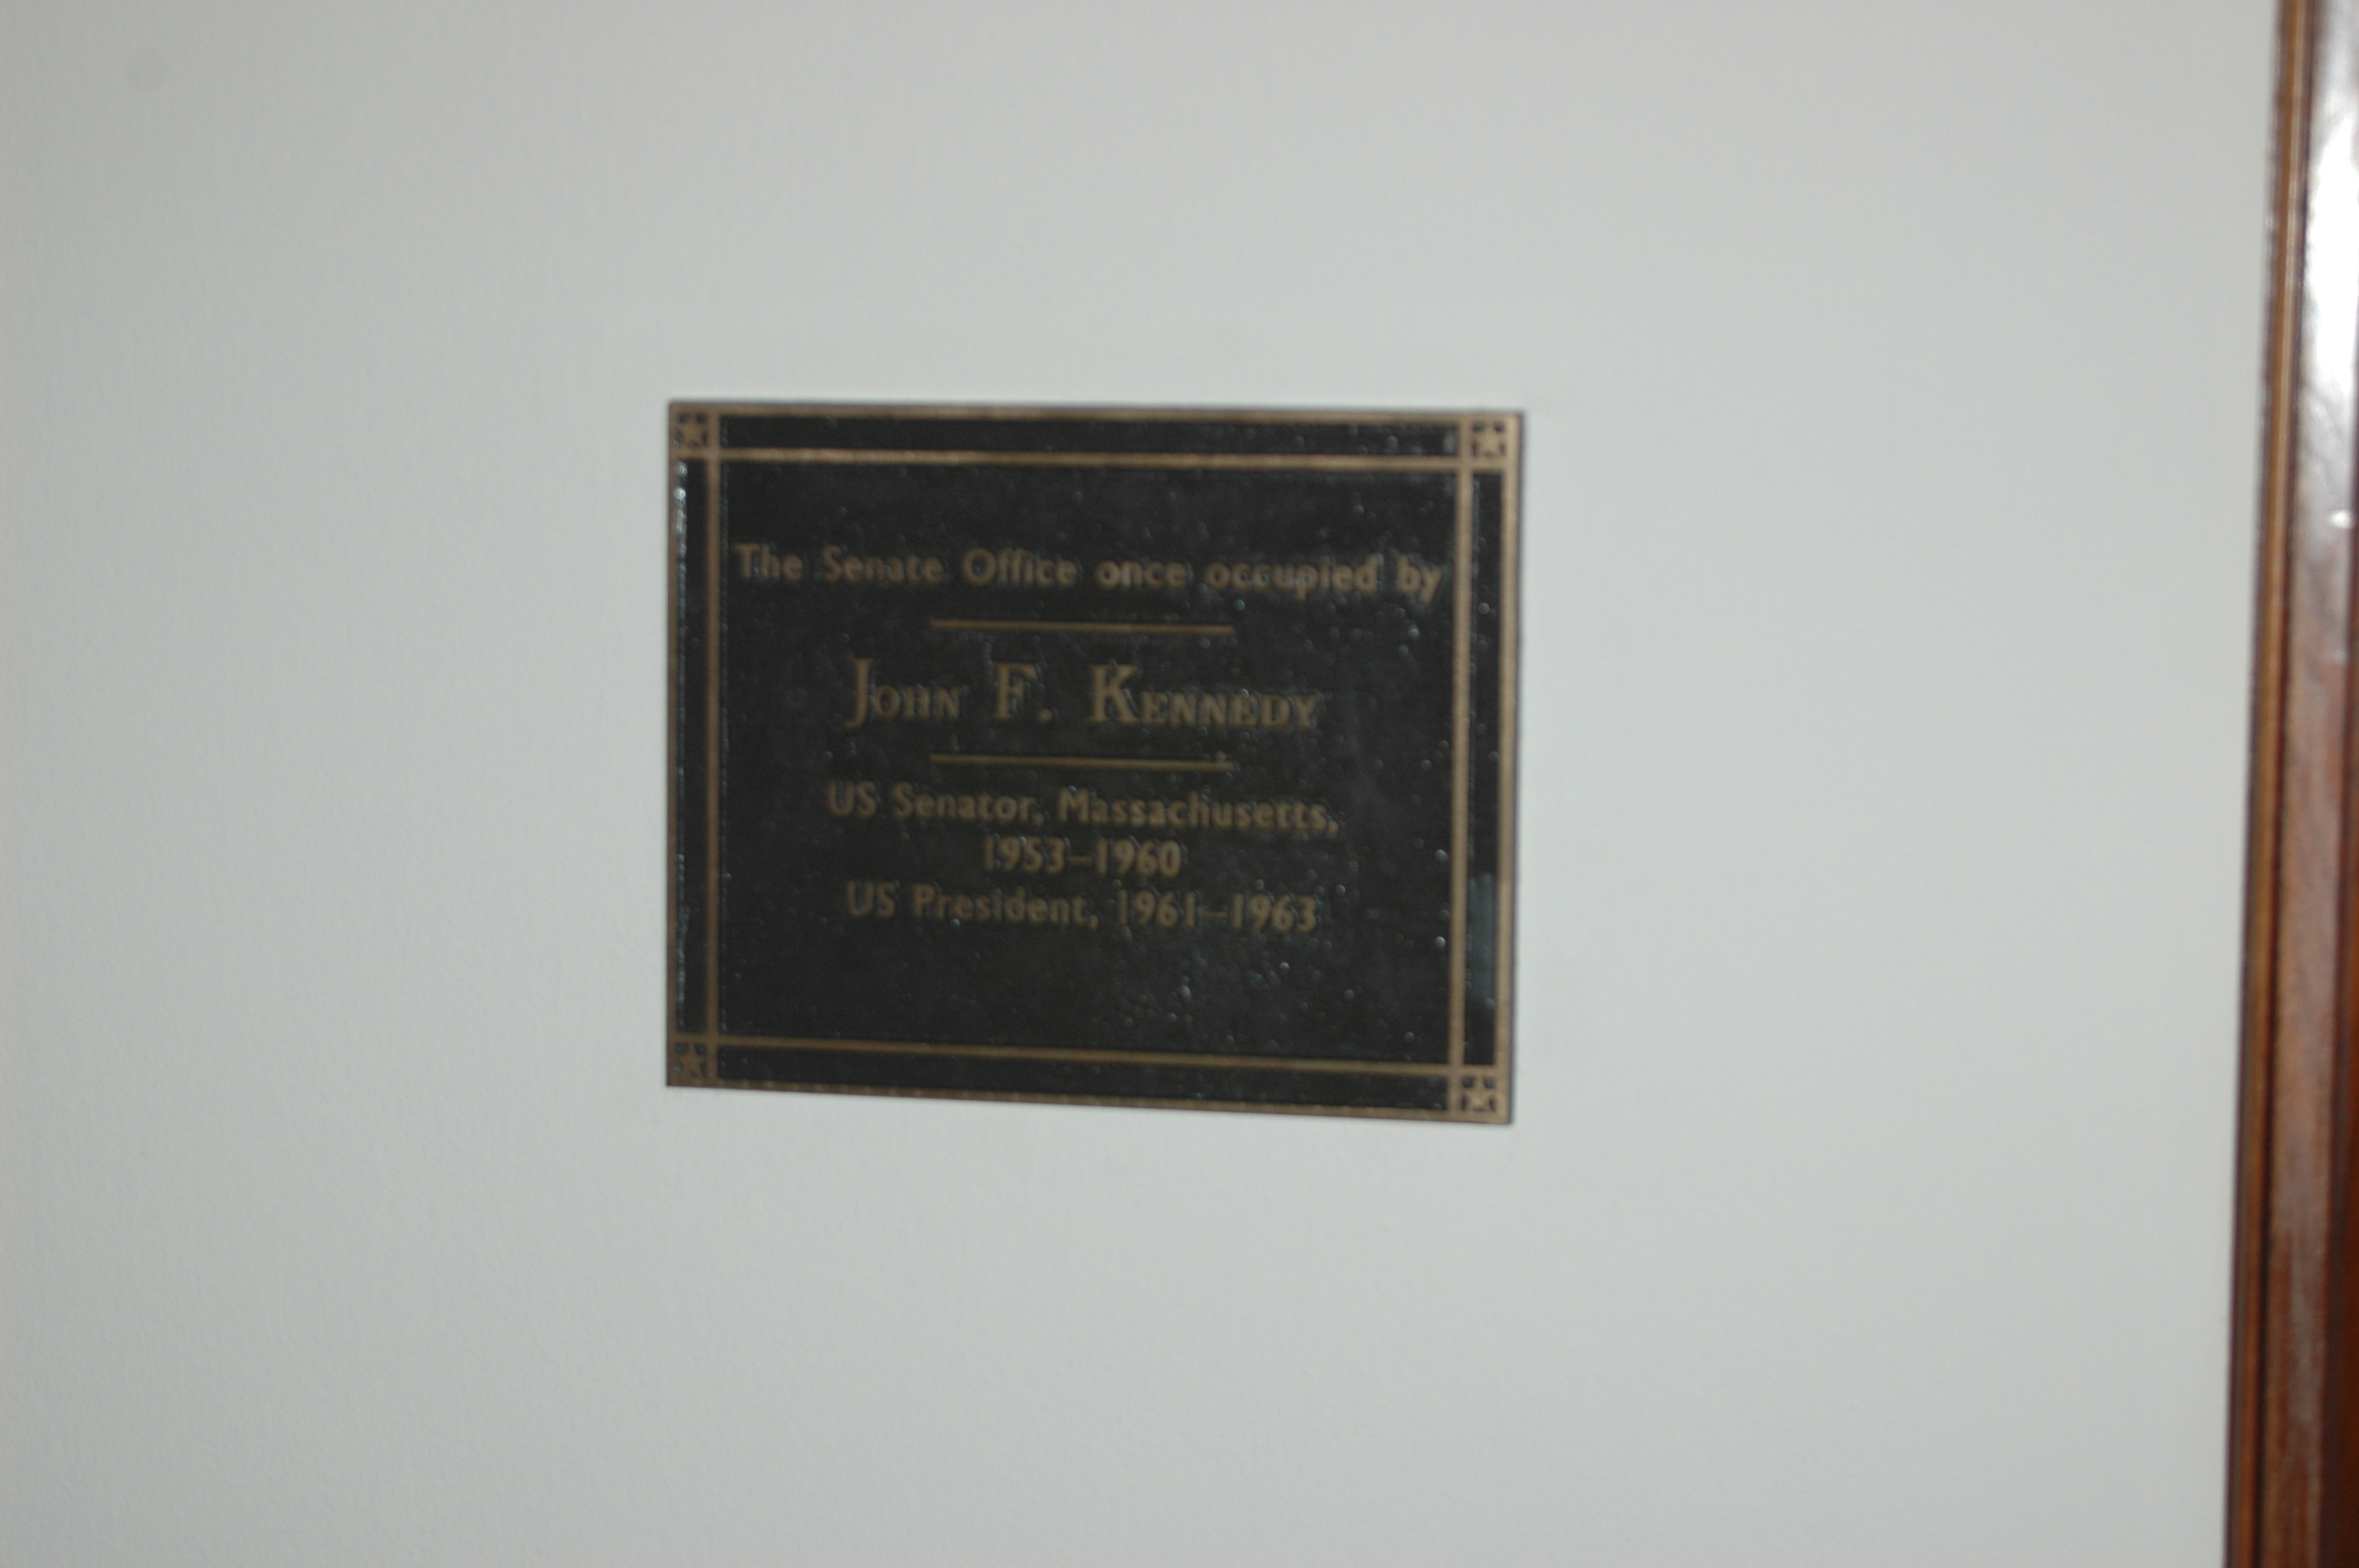 The Senate Office once occupied by
John F. Kennedy
US Senator, Massachusetts,
1953–1960
US President, 1961–1963